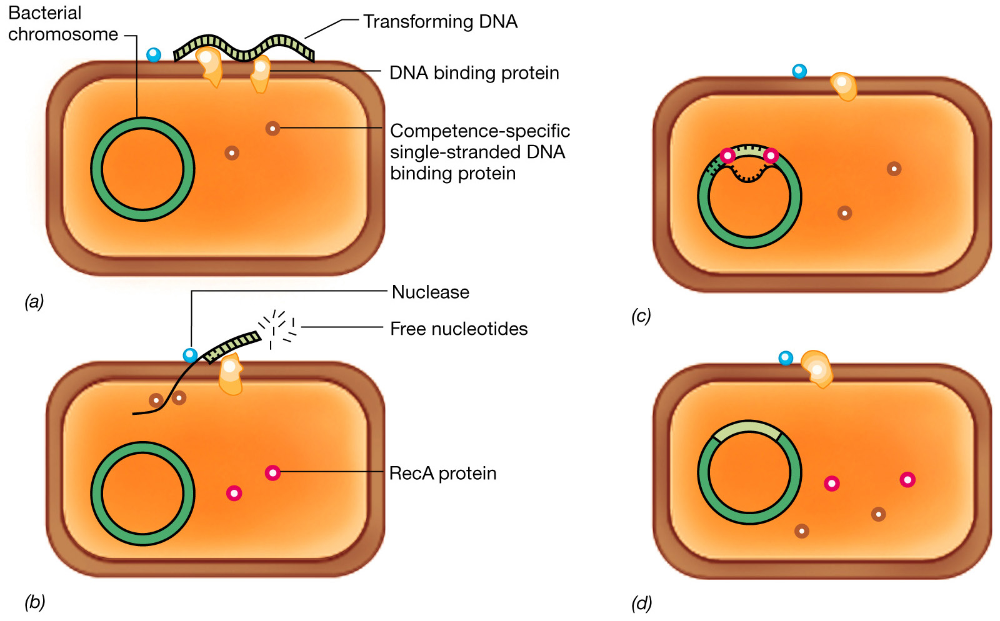 Bacterial
chromosome
Transforming DNA
DNA binding protein
Competence-specific
single-stranded DNA
binding protein
(a)
Nuclease
Free nucleotides
RecA protein
(b)
(c)
(d)